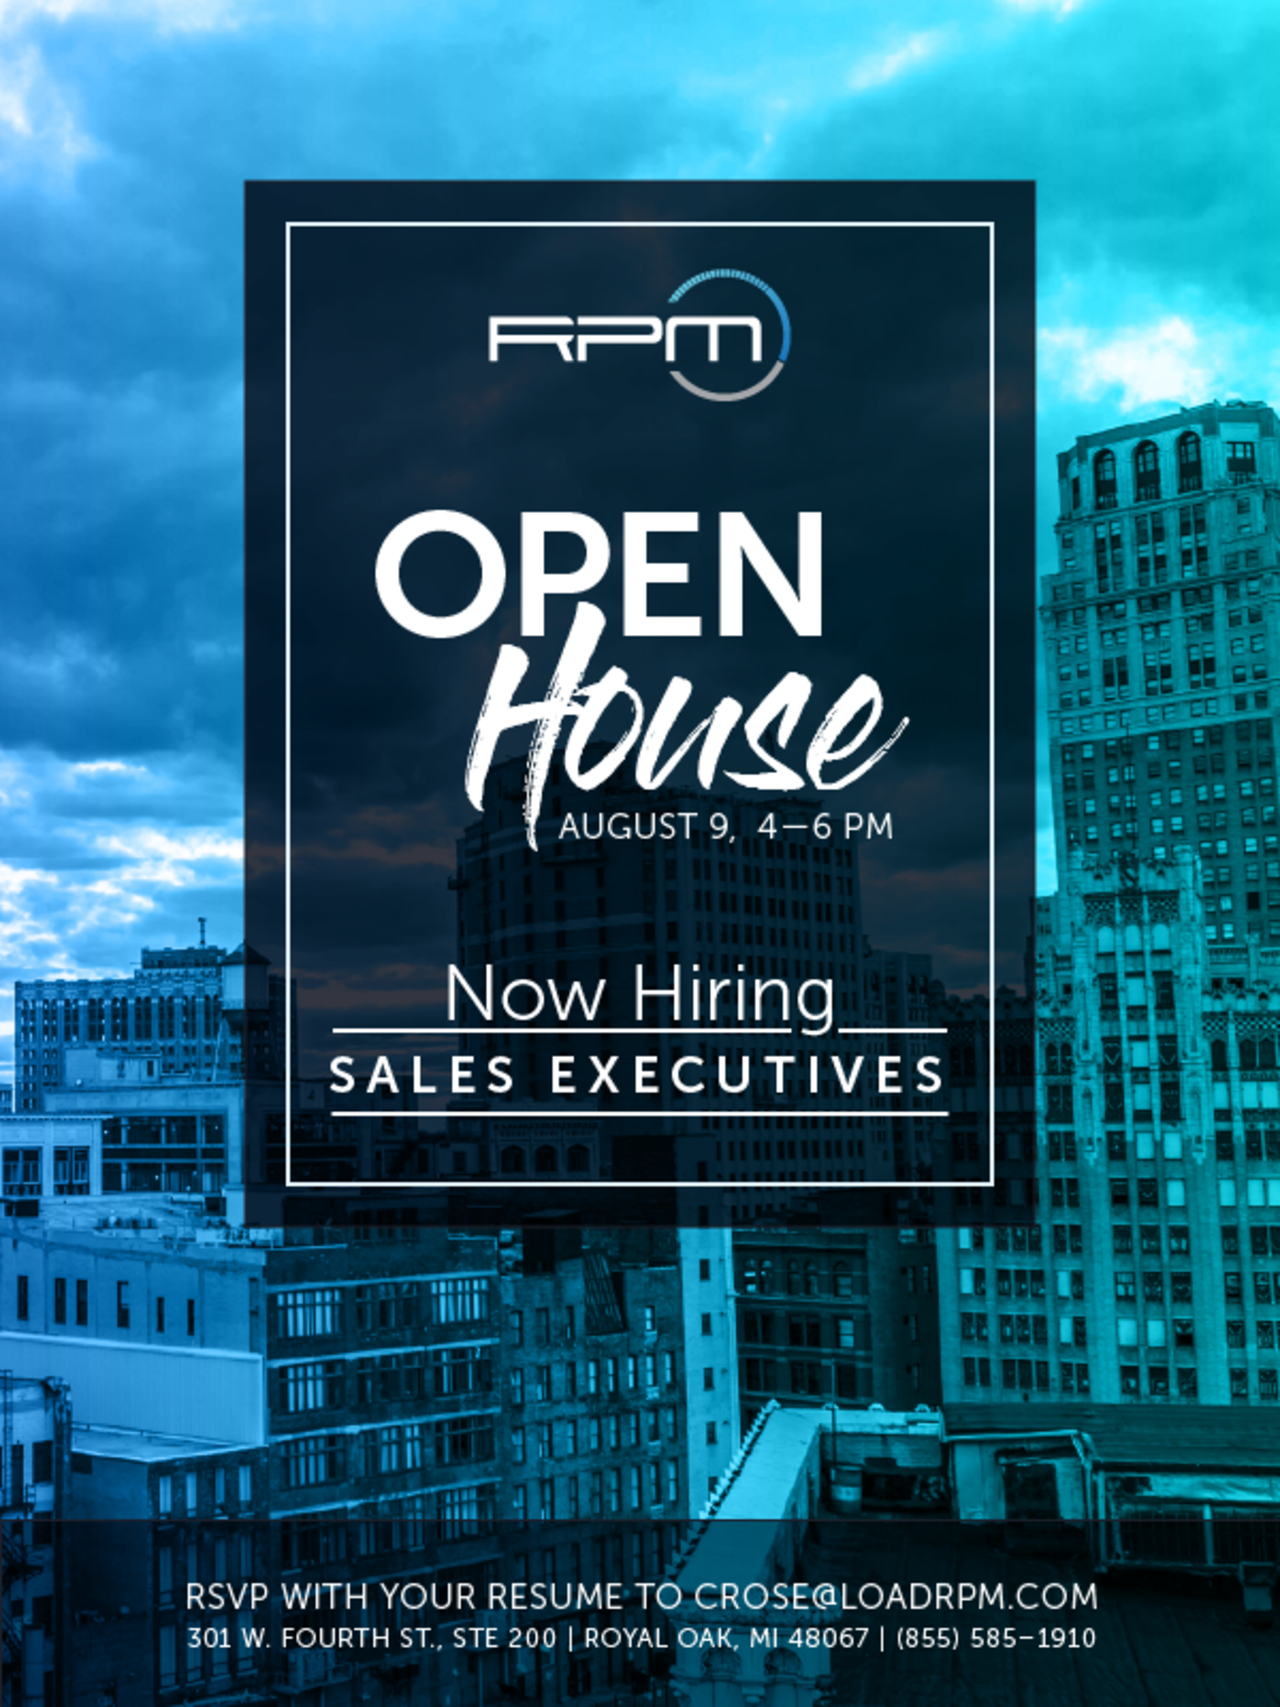 RPM
OPEN
House
AUGUST 9, 4—6 PM
Now Hiring
SALES EXECUTIVES
RSVP WITH YOUR RESUME TO CROSE@LOADRPM.COM
301 W. FOURTH ST., STE 200 | ROYAL OAK, MI 48067 | (855) 585–1910